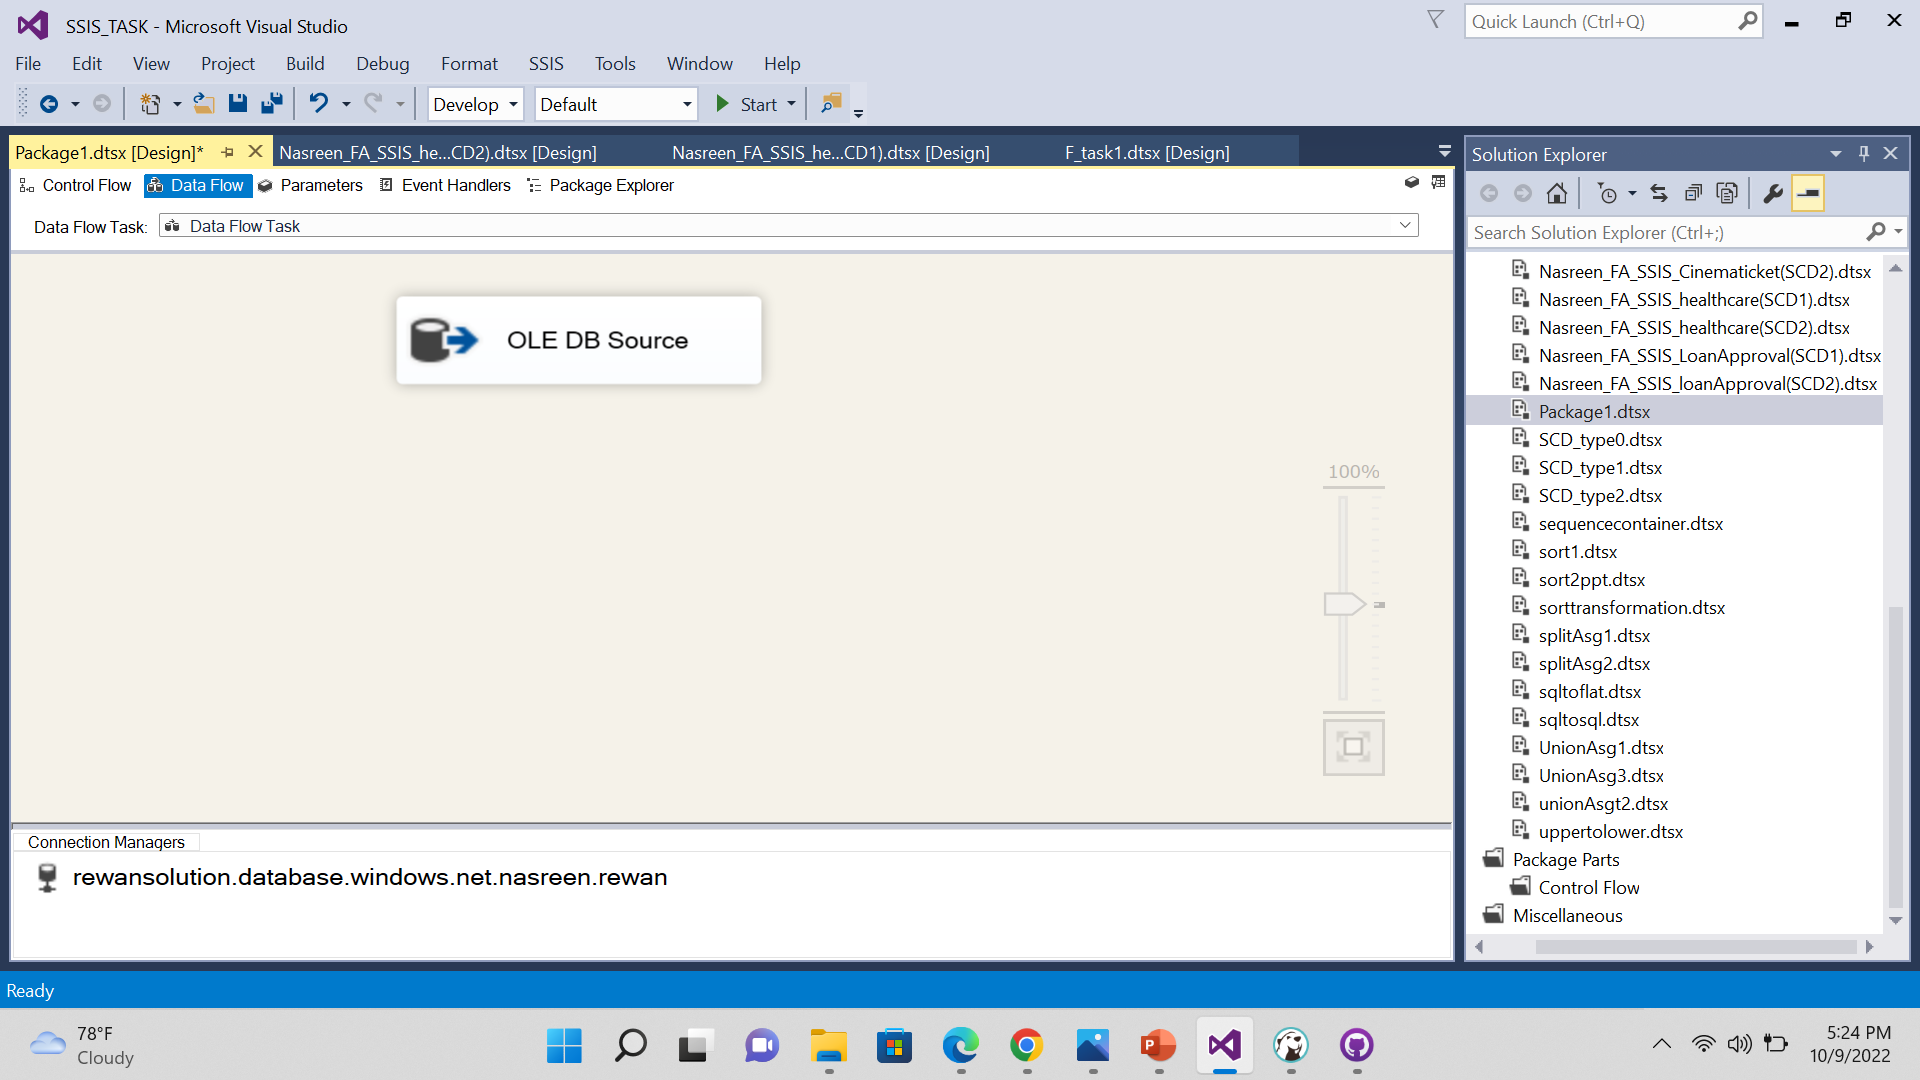 SSIS_TASK - Microsoft Visual Studio
Quick Launch (Ctrl+Q)
File Edit View Project Build Debug Format SSIS Tools Window Help
Develop Default Start
Package1.dtsx [Design]* Nasreen_FA_SSIS_he...CD2).dtsx [Design] Nasreen_FA_SSIS_he...CD1).dtsx [Design] F_task1.dtsx [Design]
Control Flow Data Flow Parameters Event Handlers Package Explorer
Data Flow Task: Data Flow Task
OLE DB Source
100%
Connection Managers
rewansolution.database.windows.net.nasreen.rewan
Solution Explorer
Search Solution Explorer (Ctrl+;)
Nasreen_FA_SSIS_Cinematicket(SCD2).dtsx
Nasreen_FA_SSIS_healthcare(SCD1).dtsx
Nasreen_FA_SSIS_healthcare(SCD2).dtsx
Nasreen_FA_SSIS_LoanApproval(SCD1).dtsx
Nasreen_FA_SSIS_loanApproval(SCD2).dtsx
Package1.dtsx
SCD_type0.dtsx
SCD_type1.dtsx
SCD_type2.dtsx
sequencecontainer.dtsx
sort1.dtsx
sort2ppt.dtsx
sorttransformation.dtsx
splitAsg1.dtsx
splitAsg2.dtsx
sqltoflat.dtsx
sqltosql.dtsx
UnionAsg1.dtsx
UnionAsg3.dtsx
unionAsgt2.dtsx
uppertolower.dtsx
Package Parts
Control Flow
Miscellaneous
Ready
78°F
Cloudy
5:24 PM
10/9/2022